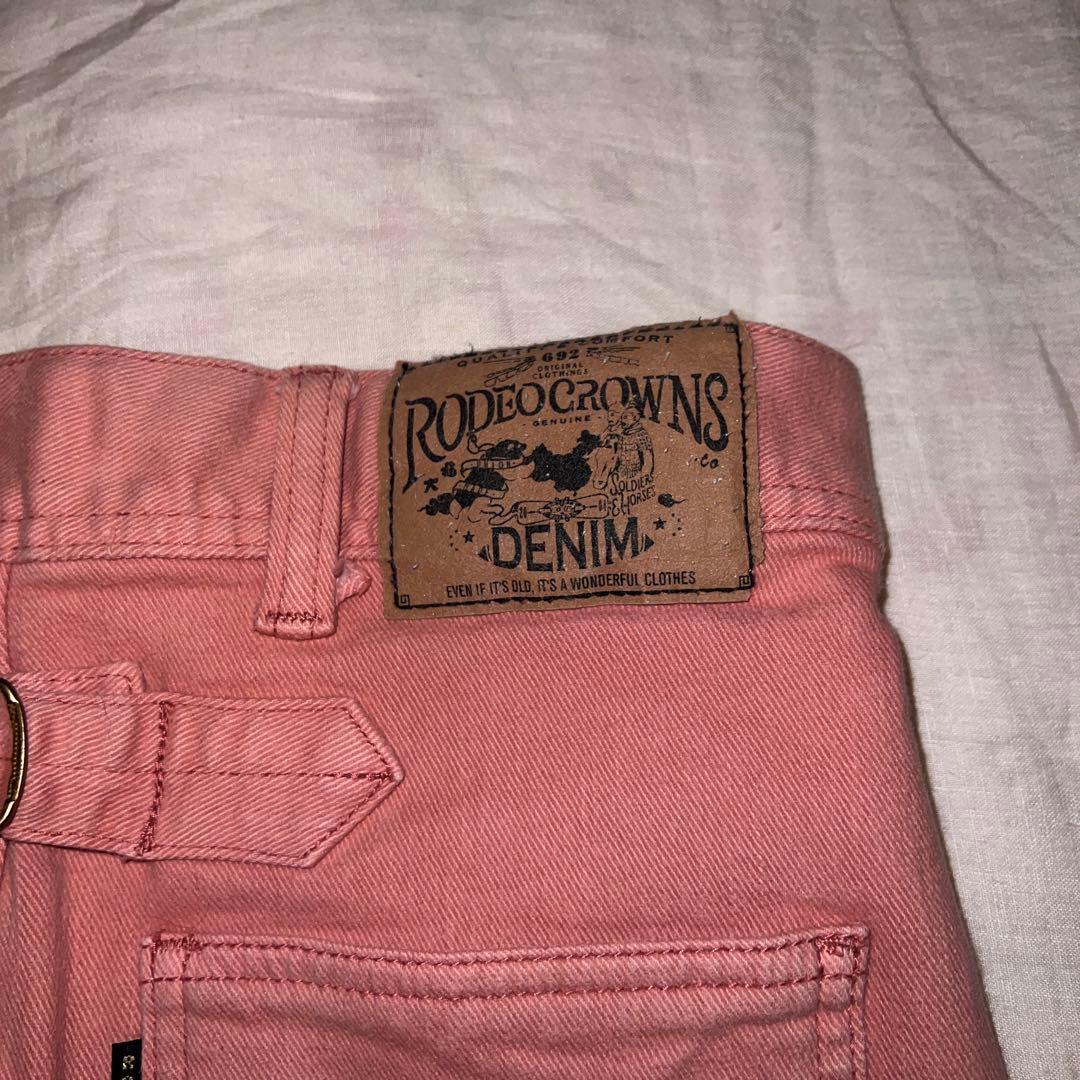 QUALITY & COMFORT
692
ORIGINAL
CLOTHINGS
RODEO CROWNS
- GENUINE -
Co
UNION
SOLDIERS
& HORSES
DENIM
EVEN IF IT'S OLD, IT'S A WONDERFUL CLOTHES